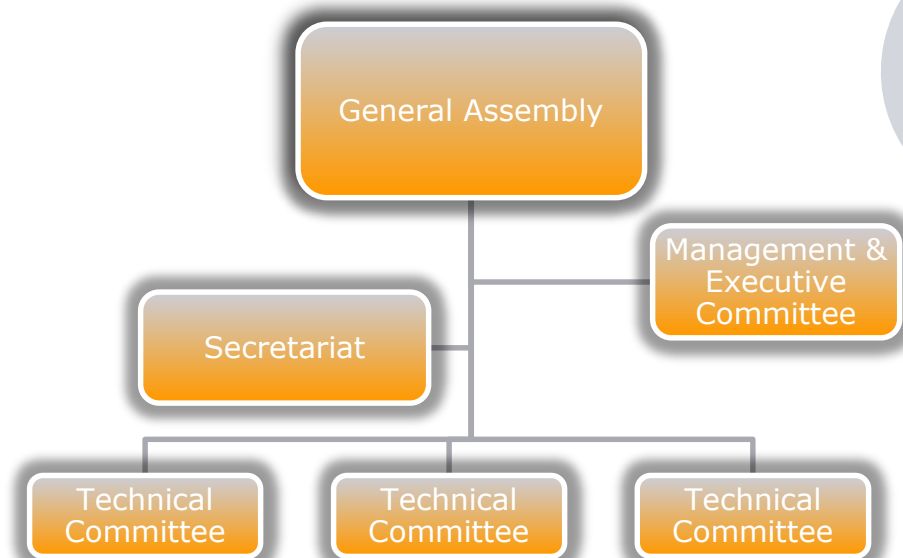 General Assembly
Management &
Executive
Committee
Secretariat
Technical
Committee
Technical
Committee
Technical
Committee